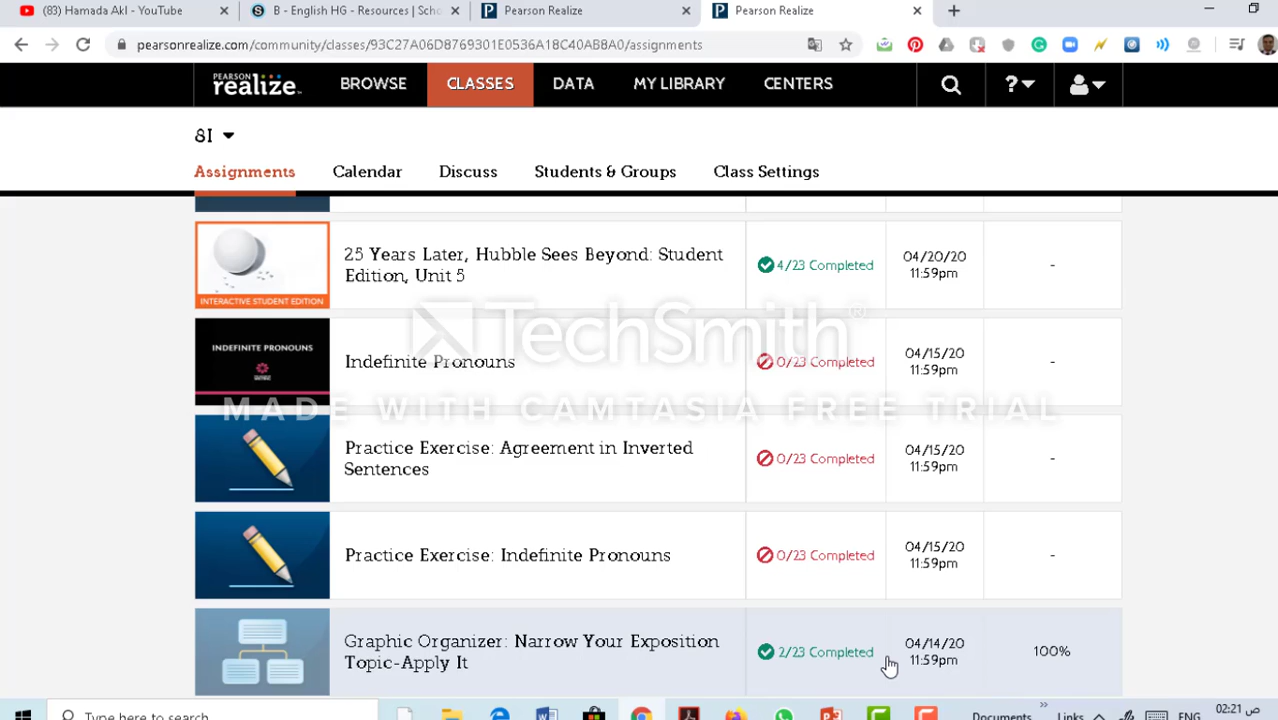 (83) Hamada Akl - YouTube
B - English HG - Resources | Scho
Pearson Realize
Pearson Realize
pearsonrealize.com/community/classes/93C27A06D8769301E0536A18C40AB8A0/assignments
PEARSON
realize
BROWSE
CLASSES
DATA
MY LIBRARY
CENTERS
?
8I
Assignments
Calendar
Discuss
Students & Groups
Class Settings
INTERACTIVE STUDENT EDITION
25 Years Later, Hubble Sees Beyond: Student
Edition, Unit 5
4/23 Completed
04/20/20
11:59pm
-
TechSmith®
INDEFINITE PRONOUNS
Indefinite Pronouns
0/23 Completed
04/15/20
11:59pm
-
MADE WITH CAMTASIA FREE TRIAL
Practice Exercise: Agreement in Inverted
Sentences
0/23 Completed
04/15/20
11:59pm
-
Practice Exercise: Indefinite Pronouns
0/23 Completed
04/15/20
11:59pm
-
Graphic Organizer: Narrow Your Exposition
Topic-Apply It
2/23 Completed
04/14/20
11:59pm
100%
Type here to search
Documents
Links
ENG
02:21 ص